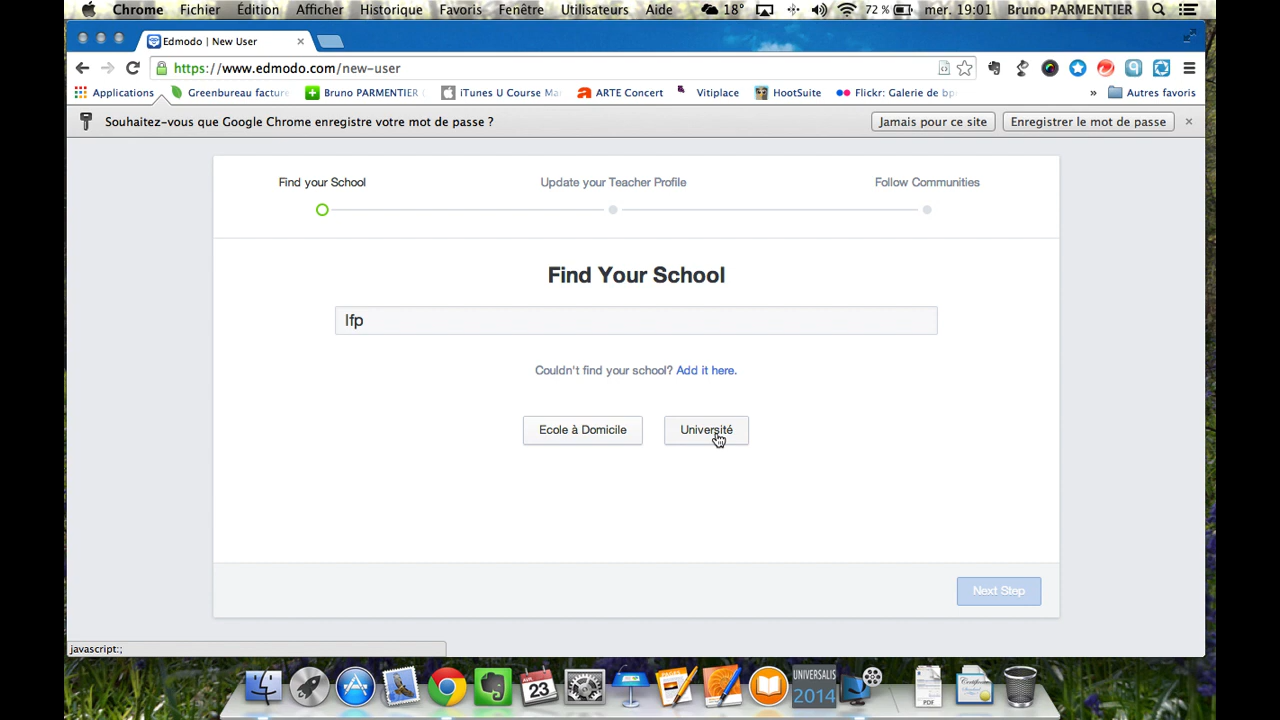 Chrome Fichier Édition Afficher Historique Favoris Fenêtre Utilisateurs Aide 18° 72 % mer. 19:01 Bruno PARMENTIER
Edmodo | New User
https://www.edmodo.com/new-user
Applications Greenbureau facture Bruno PARMENTIER iTunes U Course Ma ARTE Concert Vitiplace HootSuite Flickr: Galerie de bp » Autres favoris
Souhaitez-vous que Google Chrome enregistre votre mot de passe ? Jamais pour ce site Enregistrer le mot de passe
Find your School Update your Teacher Profile Follow Communities
Find Your School
lfp
Couldn't find your school? Add it here.
Ecole à Domicile Université
Next Step
javascript:;
23
UNIVERSALIS
2014
PDF